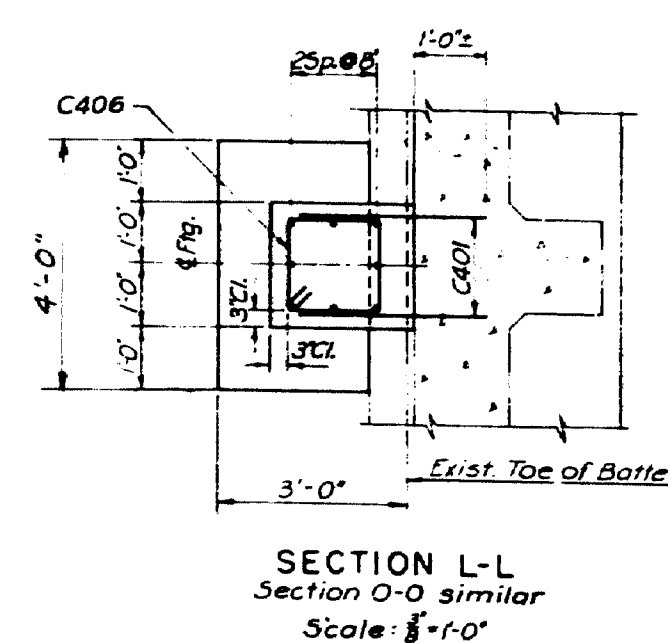 1'-0"±
2Sp.@8"
C406
1'-0"
1'-0"
4'-0"
℄ Ftg.
1'-0"
1'-0"
3"Cl.
3"Cl.
C401
Exist. Toe of Batte
3'-0"
SECTION L-L
Section O-O similar
Scale: 3/8"=1'-0"